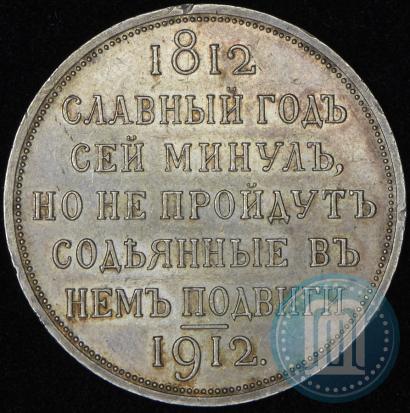 1812
СЛАВНЫЙ ГОДЪ
СЕЙ МИНУЛЪ,
НО НЕ ПРОЙДУТЪ
СОДѢЯННЫЕ ВЪ
НЕМЪ ПОДВИГИ
1912.